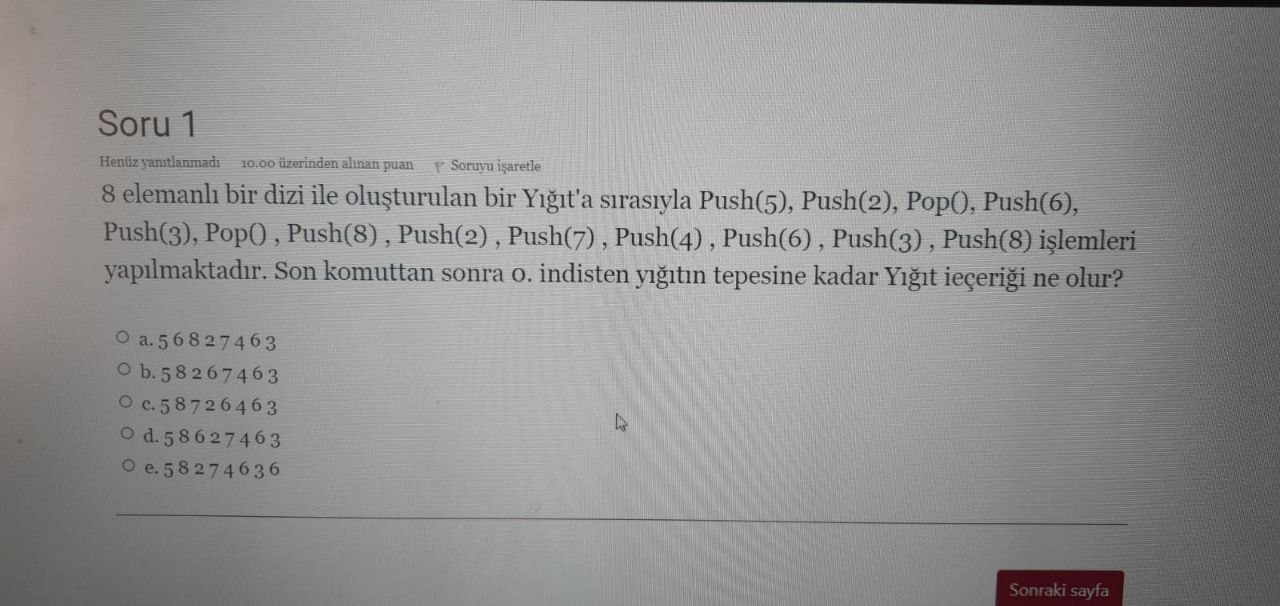 Soru 1
Henüz yanıtlanmadı 10.00 üzerinden alınan puan Soruyu işaretle
8 elemanlı bir dizi ile oluşturulan bir Yığıt'a sırasıyla Push(5), Push(2), Pop(), Push(6),
Push(3), Pop() , Push(8) , Push(2) , Push(7) , Push(4) , Push(6) , Push(3) , Push(8) işlemleri
yapılmaktadır. Son komuttan sonra 0. indisten yığıtın tepesine kadar Yığıt ieçeriği ne olur?
a. 5 6 8 2 7 4 6 3
b. 5 8 2 6 7 4 6 3
c. 5 8 7 2 6 4 6 3
d. 5 8 6 2 7 4 6 3
e. 5 8 2 7 4 6 3 6
Sonraki sayfa